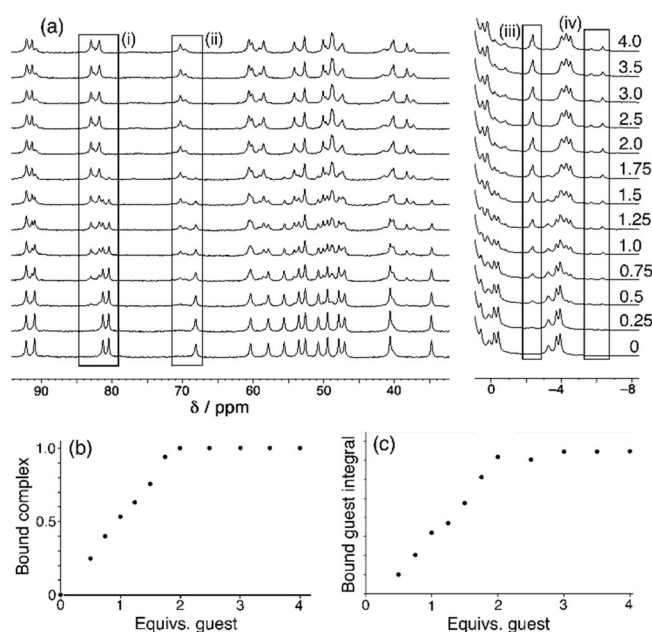 (a)
(i)
(ii)
(iii)
(iv)
4.0
3.5
3.0
2.5
2.0
1.75
1.5
1.25
1.0
0.75
0.5
0.25
0
90 80 70 60 50 40
δ / ppm
0 −4 −8
(b)
Bound complex
1.0
0.5
0
0 1 2 3 4
Equivs. guest
(c)
Bound guest integral
0 1 2 3 4
Equivs. guest